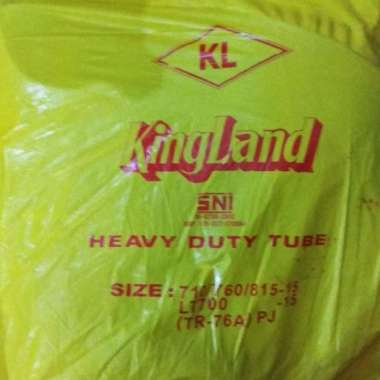 KL
KingLand
SNI
HEAVY DUTY TUBE
SIZE : 710/760/815-15
LT700 -15
(TR-76A) PJ